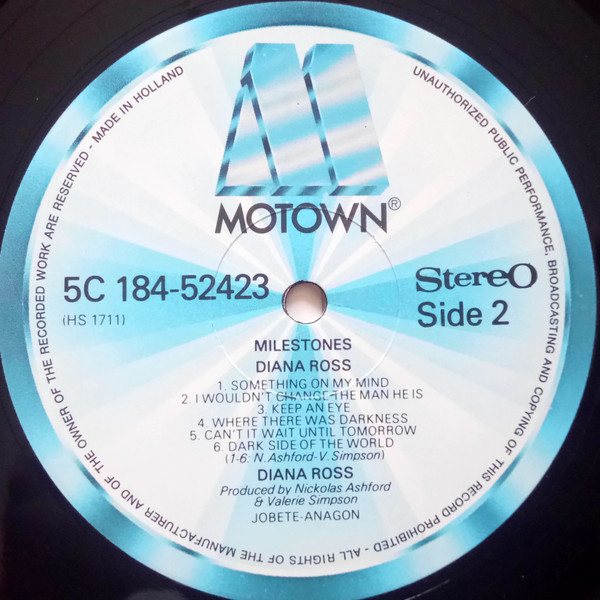 MOTOWN®
5C 184-52423
(HS 1711)
Stereo
Side 2
MILESTONES
DIANA ROSS
1. SOMETHING ON MY MIND
2. I WOULDN'T CHANGE THE MAN HE IS
3. KEEP AN EYE
4. WHERE THERE WAS DARKNESS
5. CAN'T IT WAIT UNTIL TOMORROW
6. DARK SIDE OF THE WORLD
(1-6: N. Ashford-V. Simpson)
DIANA ROSS
Produced by Nickolas Ashford
& Valerie Simpson
JOBETE-ANAGON
UNAUTHORIZED PUBLIC PERFORMANCE, BROADCASTING AND COPYING OF THIS RECORD PROHIBITED - ALL RIGHTS OF THE MANUFACTURER AND OF THE OWNER OF THE RECORDED WORK ARE RESERVED - MADE IN HOLLAND